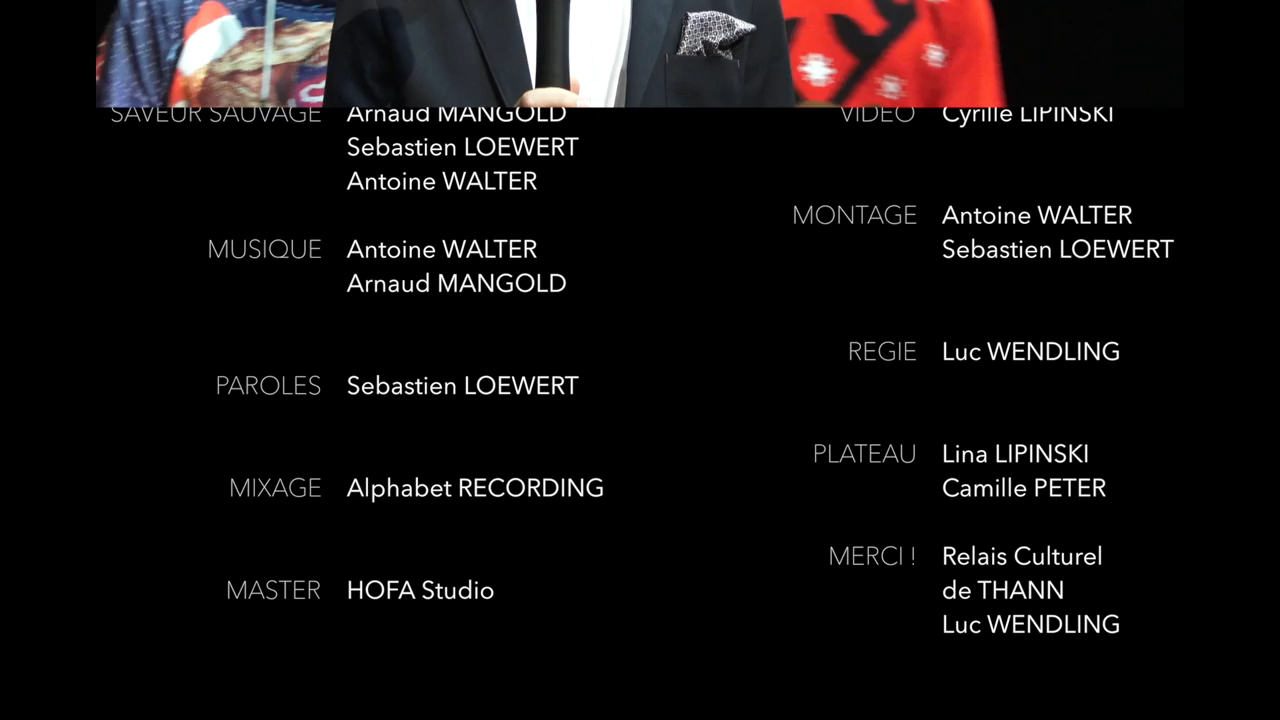 SAVEUR SAUVAGE Arnaud MANGOLD
Sebastien LOEWERT
Antoine WALTER
MUSIQUE Antoine WALTER
Arnaud MANGOLD
PAROLES Sebastien LOEWERT
MIXAGE Alphabet RECORDING
MASTER HOFA Studio
VIDEO Cyrille LIPINSKI
MONTAGE Antoine WALTER
Sebastien LOEWERT
REGIE Luc WENDLING
PLATEAU Lina LIPINSKI
Camille PETER
MERCI ! Relais Culturel
de THANN
Luc WENDLING